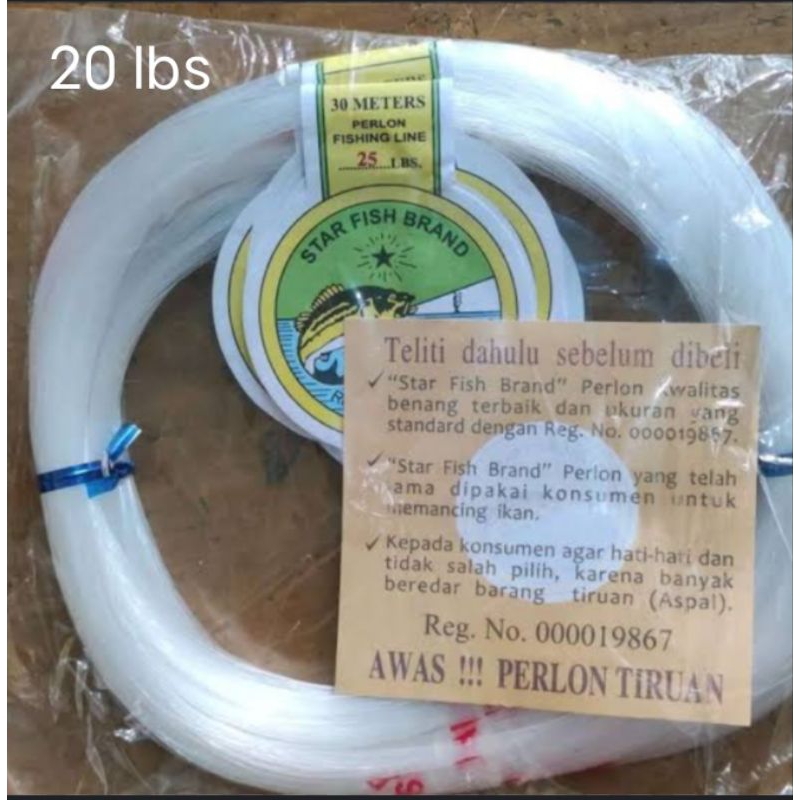 20 lbs
30 METERS
PERLON
FISHING LINE
25 LBS.
STAR FISH BRAND
Teliti dahulu sebelum dibeli
✓ "Star Fish Brand" Perlon kwalitas
benang terbaik dan ukuran yang
standard dengan Reg. No. 000019867.
✓ "Star Fish Brand" Perlon yang telah
lama dipakai konsumen untuk
memancing ikan.
✓ Kepada konsumen agar hati-hati dan
tidak salah pilih, karena banyak
beredar barang tiruan (Aspal).
Reg. No. 000019867
AWAS !!! PERLON TIRUAN